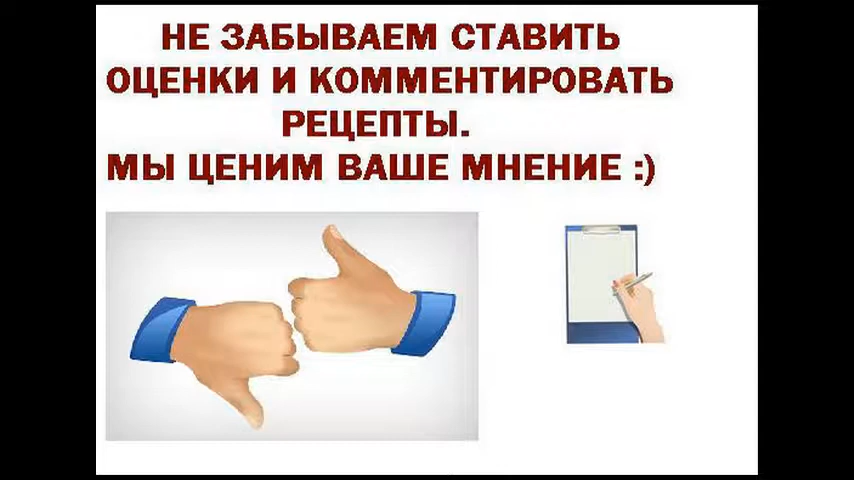 НЕ ЗАБЫВАЕМ СТАВИТЬ
ОЦЕНКИ И КОММЕНТИРОВАТЬ
РЕЦЕПТЫ.
МЫ ЦЕНИМ ВАШЕ МНЕНИЕ :)